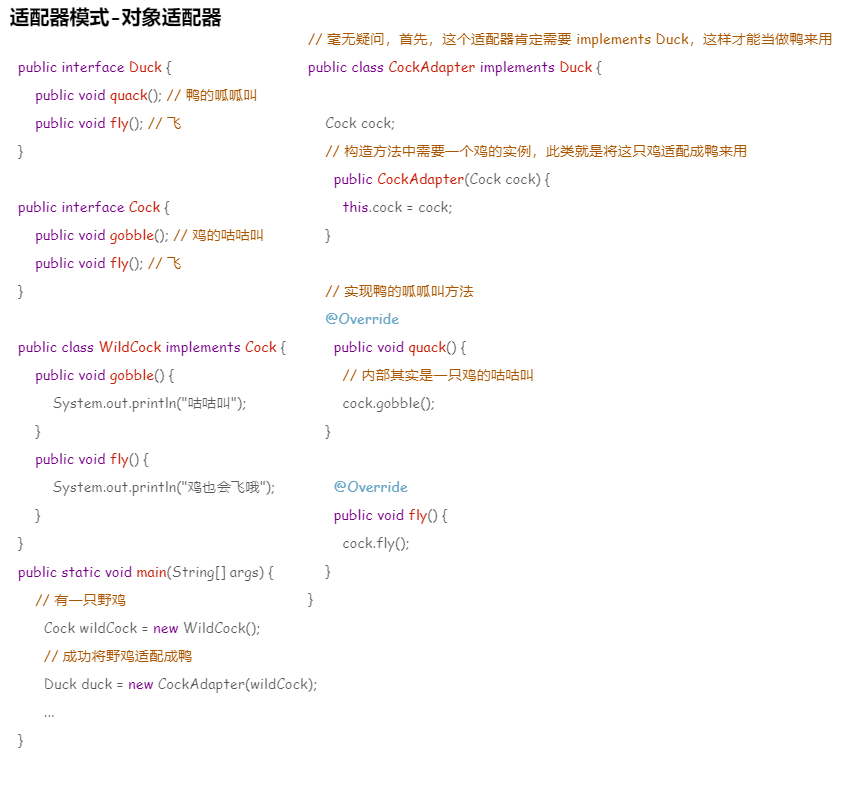 适配器模式-对象适配器
public interface Duck {
public void quack(); // 鸭的呱呱叫
public void fly(); // 飞
}
public interface Cock {
public void gobble(); // 鸡的咕咕叫
public void fly(); // 飞
}
public class WildCock implements Cock {
public void gobble() {
System.out.println("咕咕叫");
}
public void fly() {
System.out.println("鸡也会飞哦");
}
}
public static void main(String[] args) {
// 有一只野鸡
Cock wildCock = new WildCock();
// 成功将野鸡适配成鸭
Duck duck = new CockAdapter(wildCock);
...
}
// 毫无疑问，首先，这个适配器肯定需要 implements Duck，这样才能当做鸭来用
public class CockAdapter implements Duck {
Cock cock;
// 构造方法中需要一个鸡的实例，此类就是将这只鸡适配成鸭来用
public CockAdapter(Cock cock) {
this.cock = cock;
}
// 实现鸭的呱呱叫方法
@Override
public void quack() {
// 内部其实是一只鸡的咕咕叫
cock.gobble();
}
@Override
public void fly() {
cock.fly();
}
}